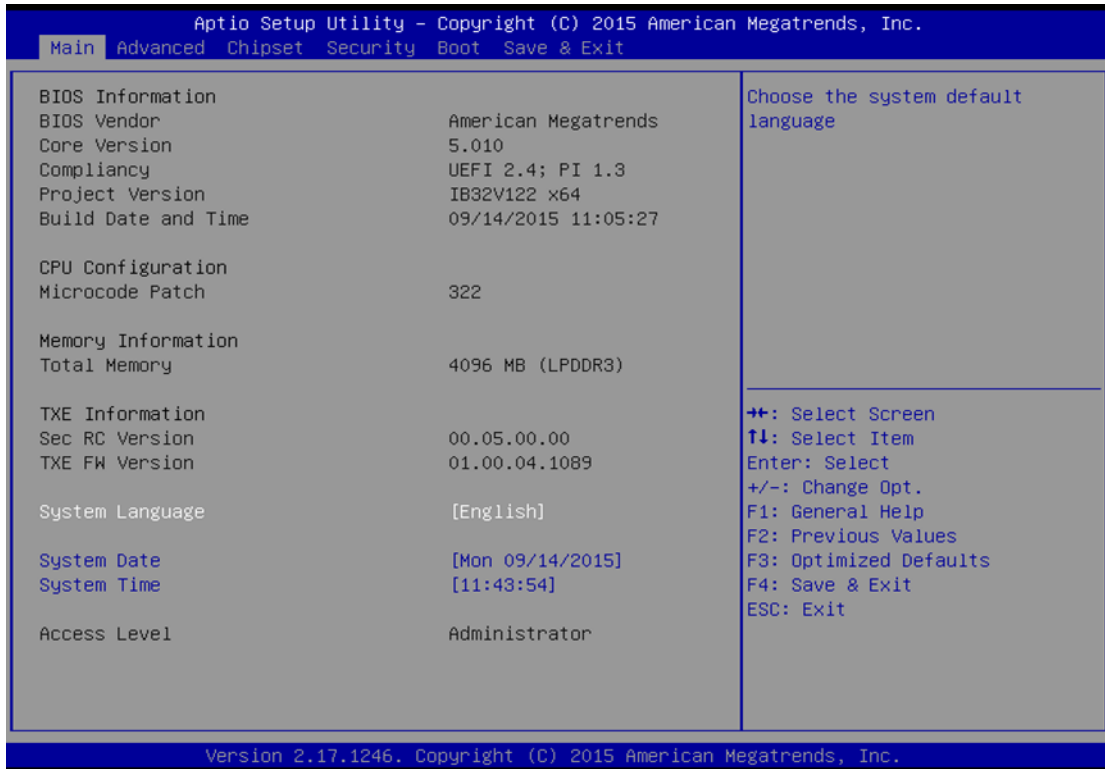 Aptio Setup Utility – Copyright (C) 2015 American Megatrends, Inc.
Main Advanced Chipset Security Boot Save & Exit
BIOS Information
BIOS Vendor American Megatrends
Core Version 5.010
Compliancy UEFI 2.4; PI 1.3
Project Version IB32V122 x64
Build Date and Time 09/14/2015 11:05:27
CPU Configuration
Microcode Patch 322
Memory Information
Total Memory 4096 MB (LPDDR3)
TXE Information
Sec RC Version 00.05.00.00
TXE FW Version 01.00.04.1089
System Language [English]
System Date [Mon 09/14/2015]
System Time [11:43:54]
Access Level Administrator
Choose the system default
language
→←: Select Screen
↑↓: Select Item
Enter: Select
+/-: Change Opt.
F1: General Help
F2: Previous Values
F3: Optimized Defaults
F4: Save & Exit
ESC: Exit
Version 2.17.1246. Copyright (C) 2015 American Megatrends, Inc.